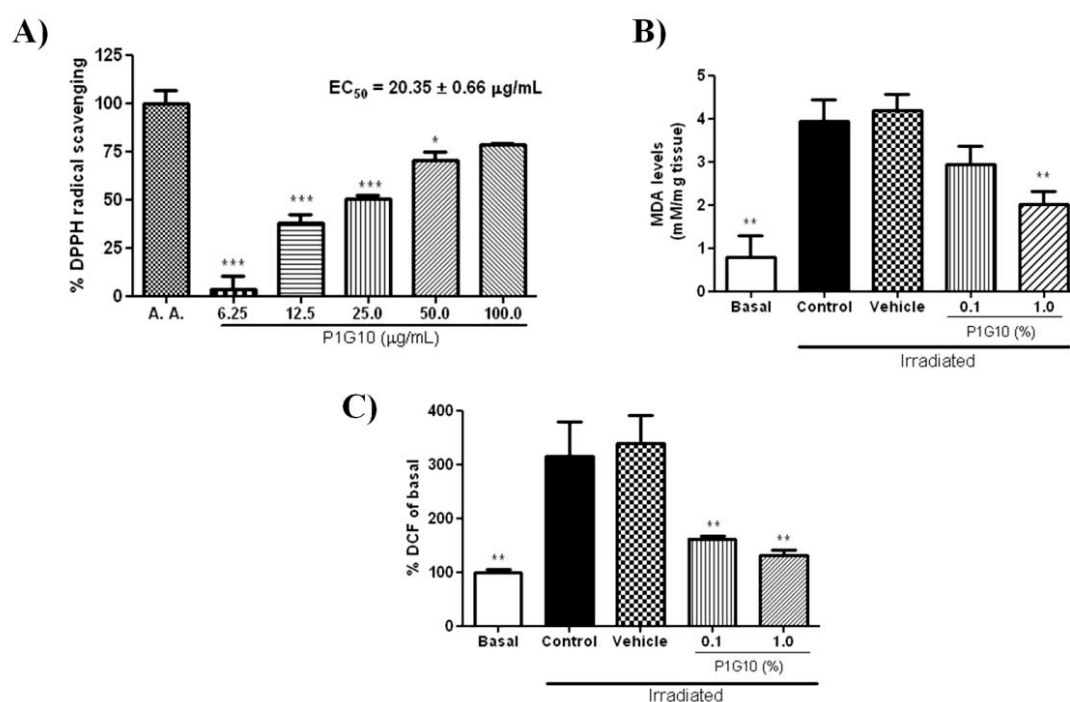 A)
% DPPH radical scavenging
125
100
75
50
25
0
EC₅₀ = 20.35 ± 0.66 µg/mL
***
***
***
*
A. A.
6.25
12.5
25.0
50.0
100.0
P1G10 (µg/mL)
B)
MDA levels
(mM/mg tissue)
5
4
3
2
1
0
**
**
Basal
Control
Vehicle
0.1
1.0
P1G10 (%)
Irradiated
C)
% DCF of basal
400
300
200
100
0
**
**
**
Basal
Control
Vehicle
0.1
1.0
P1G10 (%)
Irradiated